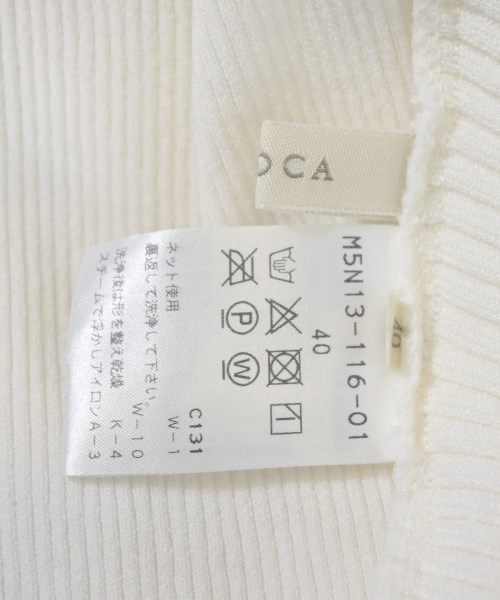 OCA
M5N13-116-01
40
P
W
C131
ネット使用 W-1
裏返して洗浄して下さい。 W-10
洗浄後は形を整え乾燥 K-4
スチームで浮かしアイロン A-3
40